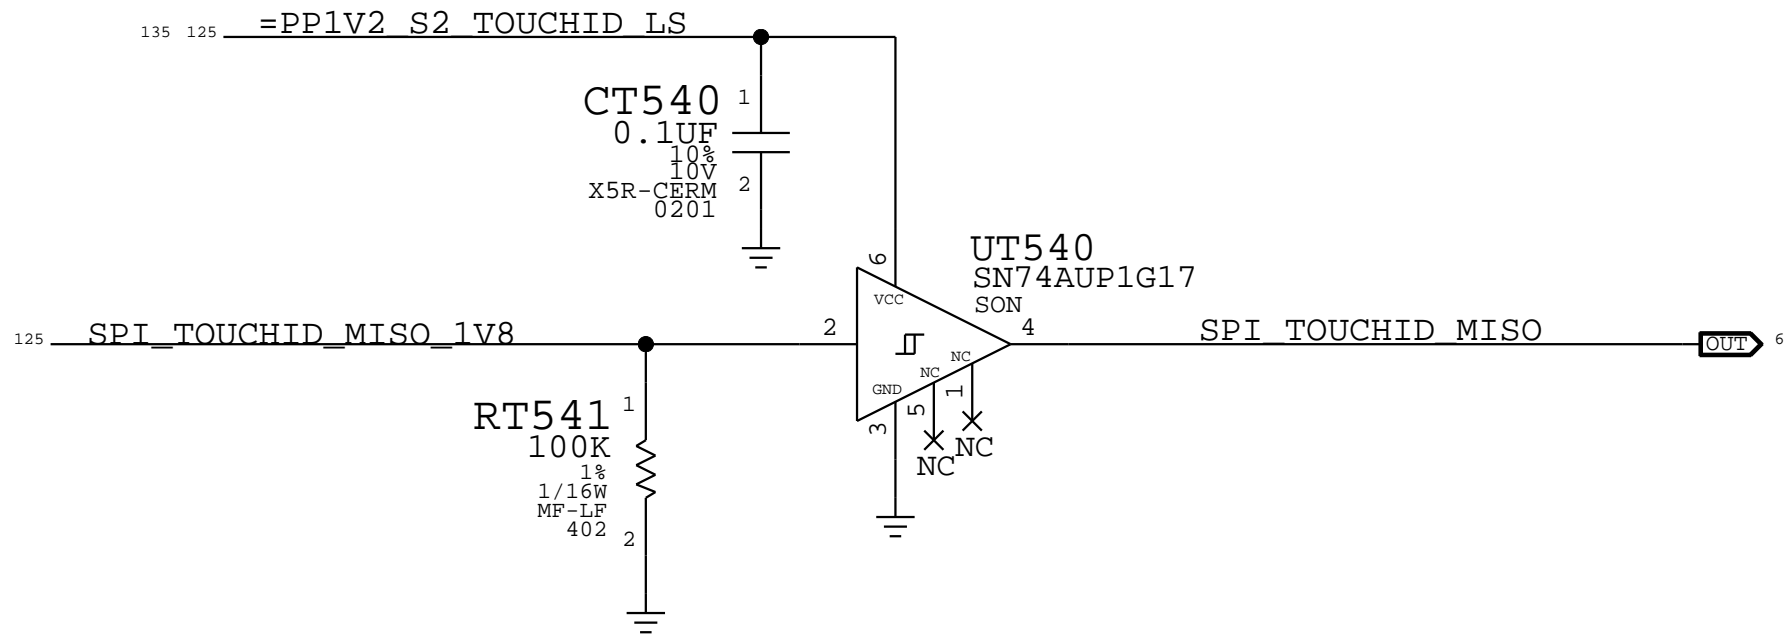 135 125 =PP1V2_S2_TOUCHID_LS
CT540 1
0.1UF
10%
10V
X5R-CERM 2
0201
6
UT540
SN74AUP1G17
SON
VCC
125 SPI_TOUCHID_MISO_1V8 2 4 SPI_TOUCHID_MISO OUT 6
NC
NC
GND
3 5 1
NC NC
RT541 1
100K
1%
1/16W
MF-LF
402 2